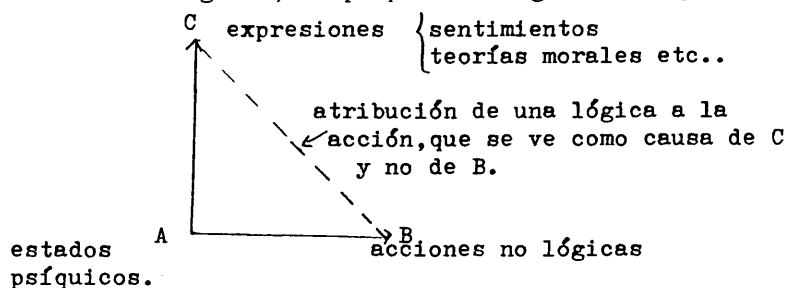 C expresiones {sentimientos
teorías morales etc..
atribución de una lógica a la
acción,que se ve como causa de C
y no de B.
A B
estados acciones no lógicas
psíquicos.